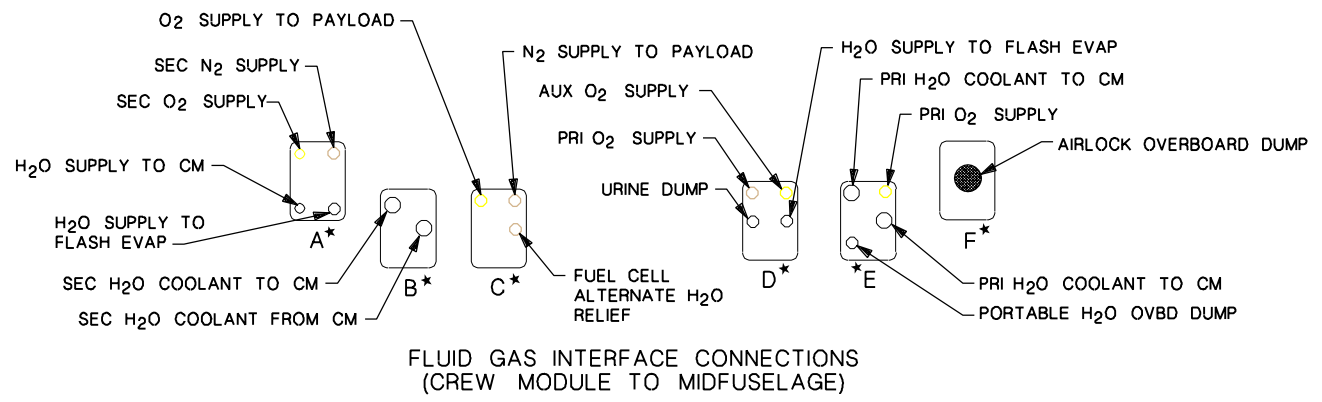 O2 SUPPLY TO PAYLOAD
SEC N2 SUPPLY
SEC O2 SUPPLY
H2O SUPPLY TO CM
H2O SUPPLY TO
FLASH EVAP
A★
SEC H2O COOLANT TO CM
SEC H2O COOLANT FROM CM
B★
N2 SUPPLY TO PAYLOAD
C★
FUEL CELL
ALTERNATE H2O
RELIEF
AUX O2 SUPPLY
PRI O2 SUPPLY
URINE DUMP
H2O SUPPLY TO FLASH EVAP
D★
PRI H2O COOLANT TO CM
PRI O2 SUPPLY
★E
PRI H2O COOLANT TO CM
PORTABLE H2O OVBD DUMP
AIRLOCK OVERBOARD DUMP
F★
FLUID GAS INTERFACE CONNECTIONS
(CREW MODULE TO MIDFUSELAGE)